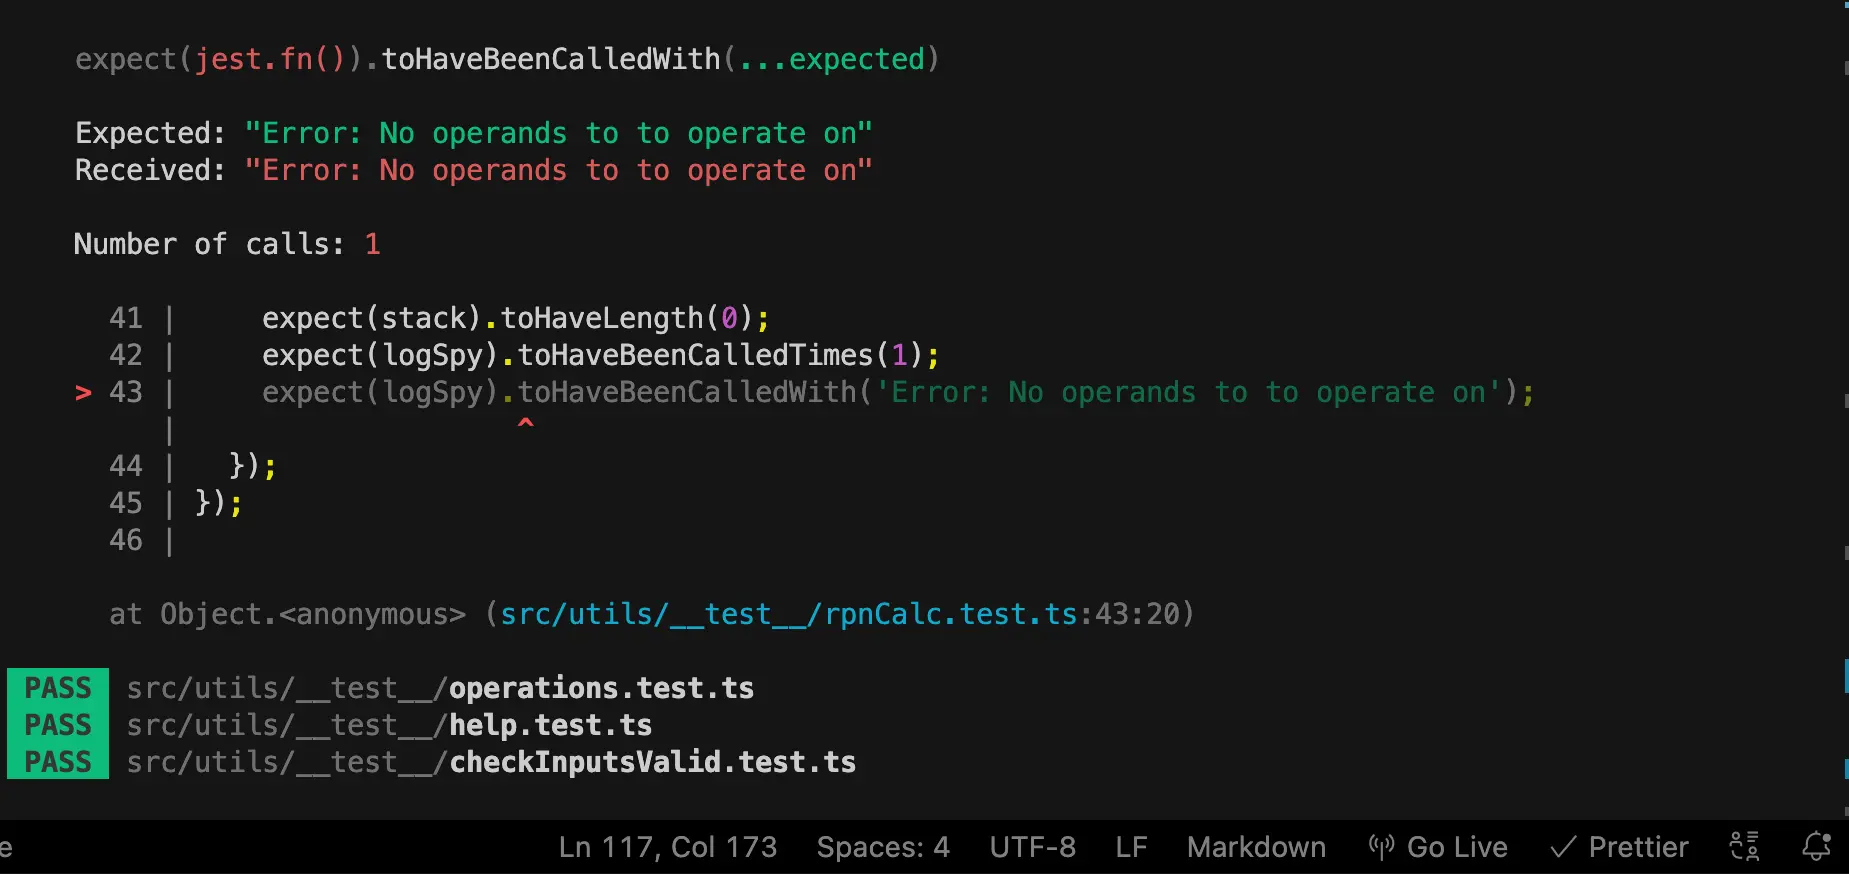 expect(jest.fn()).toHaveBeenCalledWith(...expected)
Expected: "Error: No operands to to operate on"
Received: "Error: No operands to to operate on"
Number of calls: 1
41 |     expect(stack).toHaveLength(0);
42 |     expect(logSpy).toHaveBeenCalledTimes(1);
> 43 |     expect(logSpy).toHaveBeenCalledWith('Error: No operands to to operate on');
|                    ^
44 |   });
45 | });
46 |
at Object.<anonymous> (src/utils/__test__/rpnCalc.test.ts:43:20)
PASS src/utils/__test__/operations.test.ts
PASS src/utils/__test__/help.test.ts
PASS src/utils/__test__/checkInputsValid.test.ts
e Ln 117, Col 173 Spaces: 4 UTF-8 LF Markdown Go Live ✓ Prettier